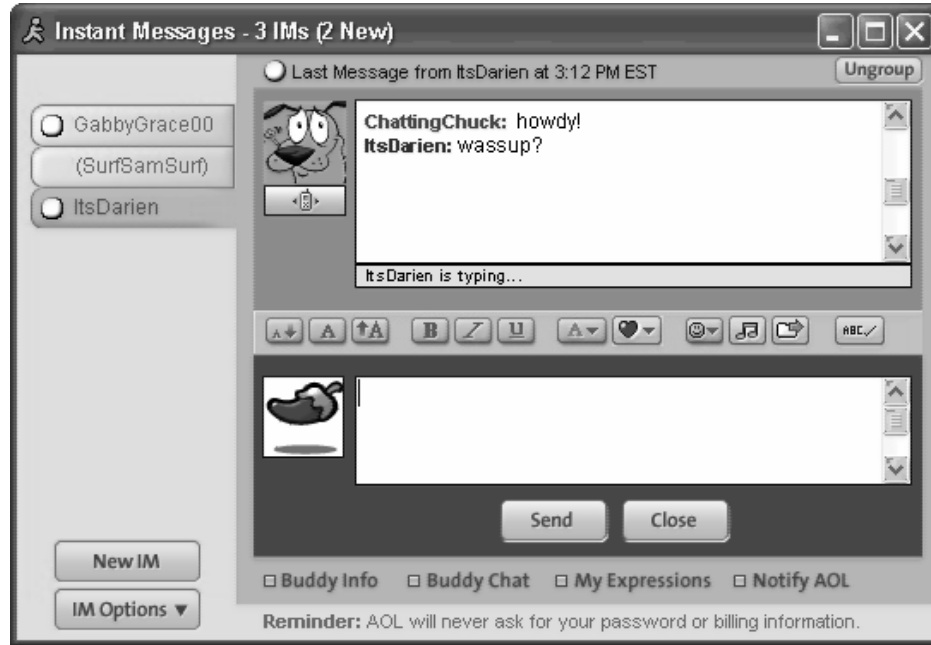 Instant Messages - 3 IMs (2 New)
Last Message from ItsDarien at 3:12 PM EST
Ungroup
GabbyGrace00
(SurfSamSurf)
ItsDarien
ChattingChuck: howdy!
ItsDarien: wassup?
ItsDarien is typing...
A A A B I U A ABC
Send Close
New IM
IM Options
Buddy Info Buddy Chat My Expressions Notify AOL
Reminder: AOL will never ask for your password or billing information.